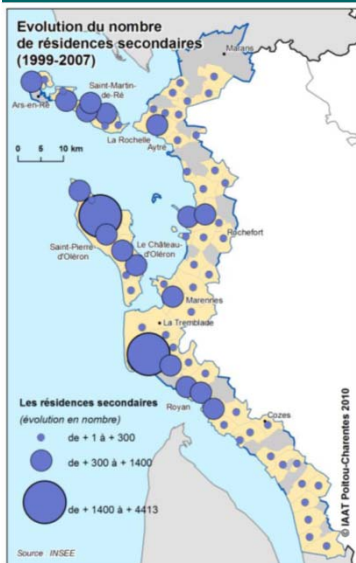 Evolution du nombre
de résidences secondaires
(1999-2007)
Marans
Saint-Martin-
de-Ré
Ars-en-Ré
La Rochelle
Aytré
0 5 10 km
Rochefort
Saint-Pierre-
d'Oléron
Le Château-
d'Oléron
Marennes
La Tremblade
Royan
Cozes
Les résidences secondaires
(évolution en nombre)
de + 1 à + 300
de + 300 à + 1400
de + 1400 à + 4413
Source INSEE
© IAAT Poitou-Charentes 2010